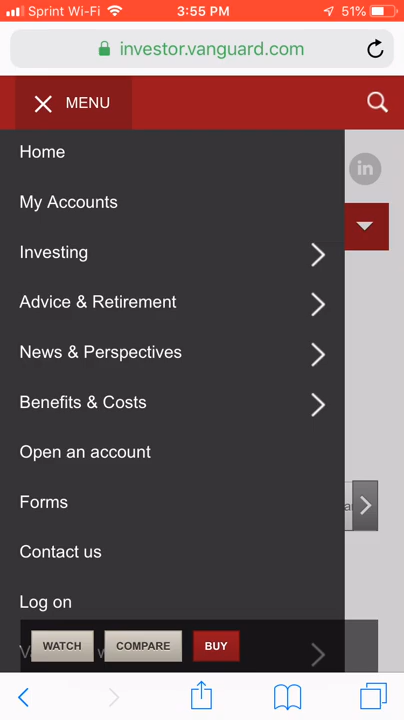 Sprint Wi-Fi 3:55 PM 51%
investor.vanguard.com
MENU
in
Home
My Accounts
Investing
Advice & Retirement
News & Perspectives
Benefits & Costs
Open an account
Forms
Contact us
Log on
WATCH COMPARE BUY